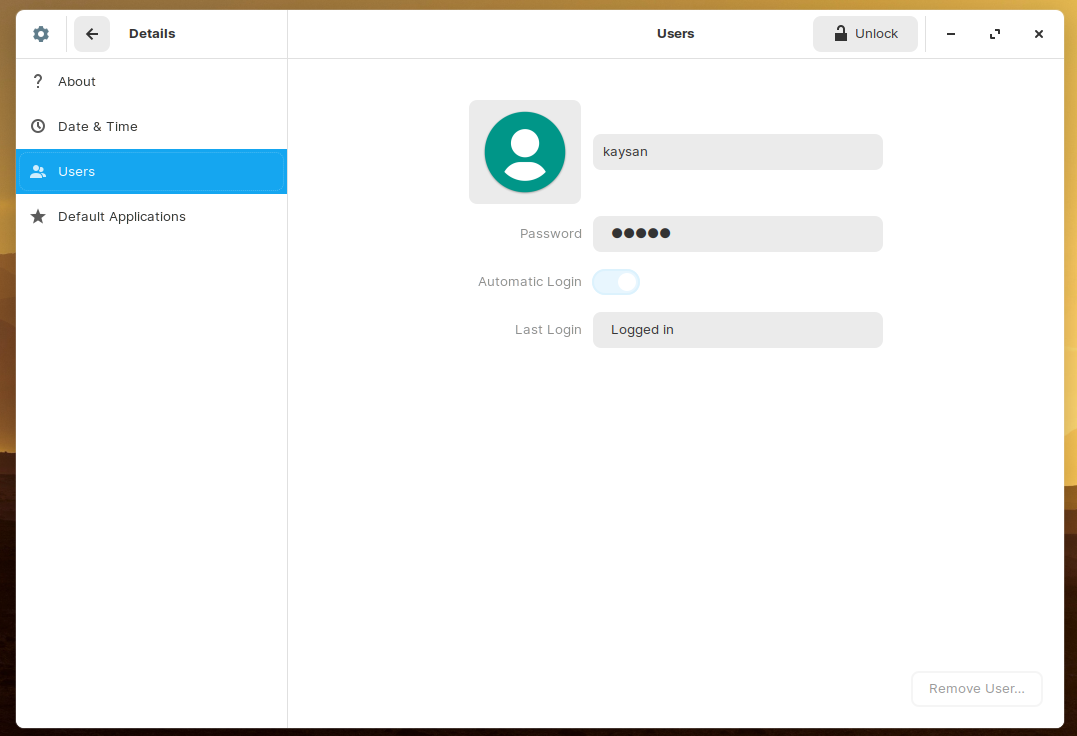 Details
Users
Unlock
? About
Date & Time
Users
Default Applications
kaysan
Password ●●●●●
Automatic Login
Last Login Logged in
Remove User...